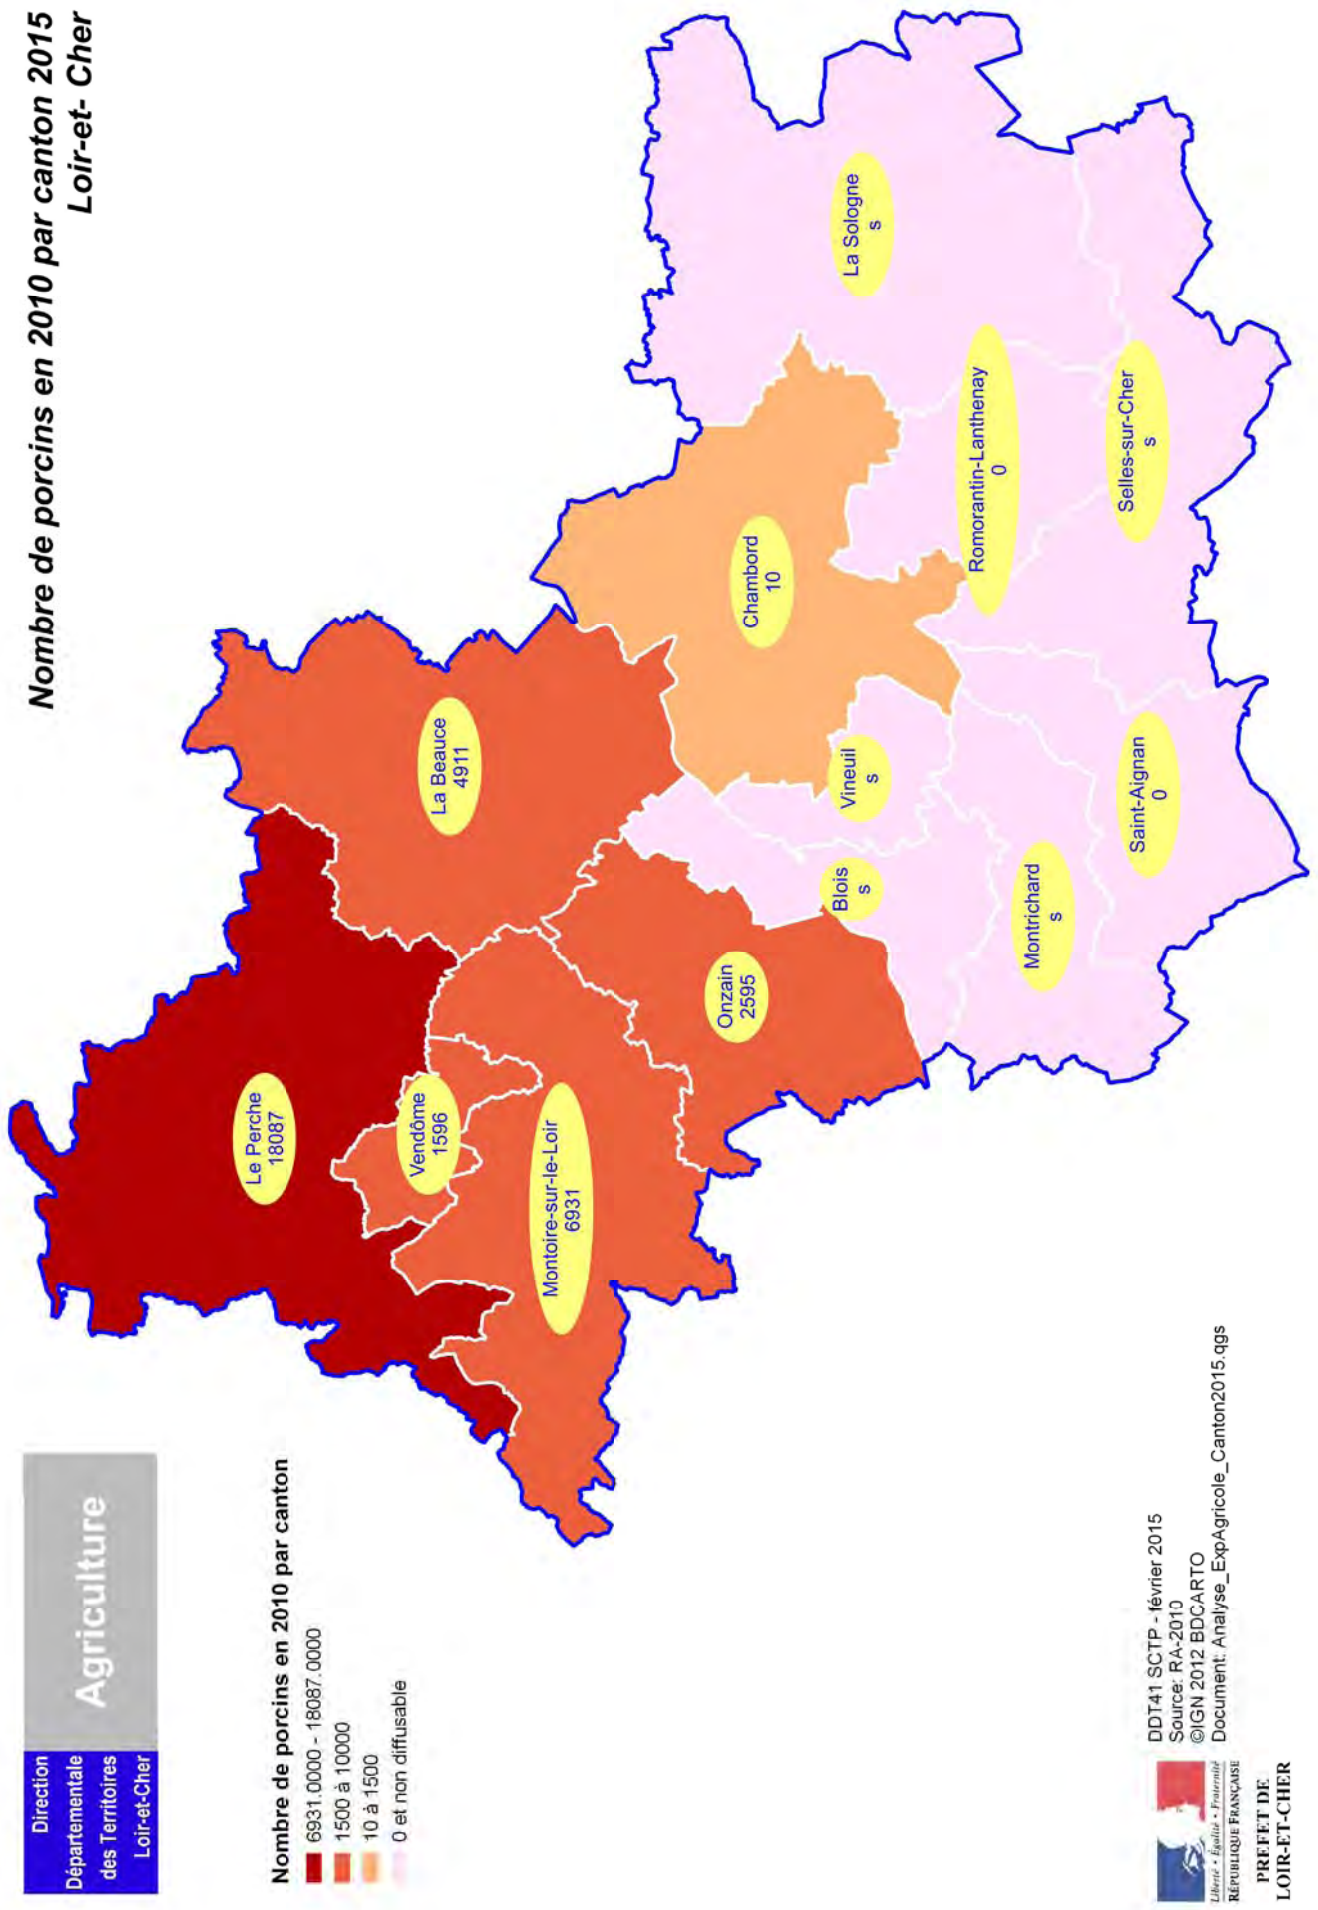 Nombre de porcins en 2010 par canton 2015
Loir-et- Cher
Direction
Départementale
des Territoires
Loir-et-Cher
Agriculture
Nombre de porcins en 2010 par canton
6931.0000 - 18087.0000
1500 à 10000
10 à 1500
0 et non diffusable
Le Perche
18087
Vendôme
1596
Montoire-sur-le-Loir
6931
La Beauce
4911
Onzain
2595
Chambord
10
Blois
s
Vineuil
s
La Sologne
s
Romorantin-Lanthenay
0
Selles-sur-Cher
s
Montrichard
s
Saint-Aignan
0
Liberté • Égalité • Fraternité
RÉPUBLIQUE FRANÇAISE
PREFET DE
LOIR-ET-CHER
DDT41 SCTP - février 2015
Source: RA-2010
©IGN 2012 BDCARTO
Document: Analyse_ExpAgricole_Canton2015.qgs